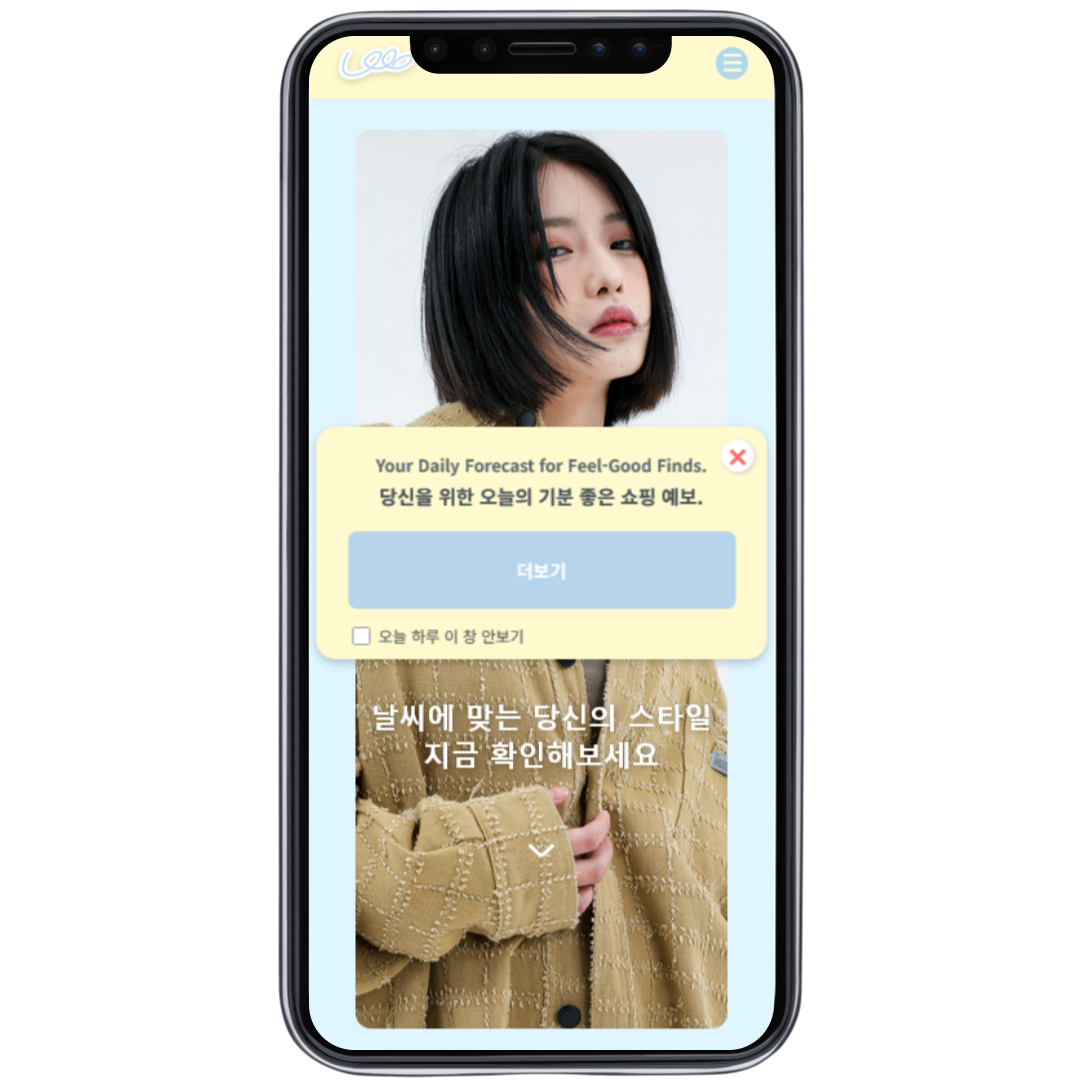 Your Daily Forecast for Feel-Good Finds.
당신을 위한 오늘의 기분 좋은 쇼핑 예보.
더보기
오늘 하루 이 창 안보기
날씨에 맞는 당신의 스타일
지금 확인해보세요